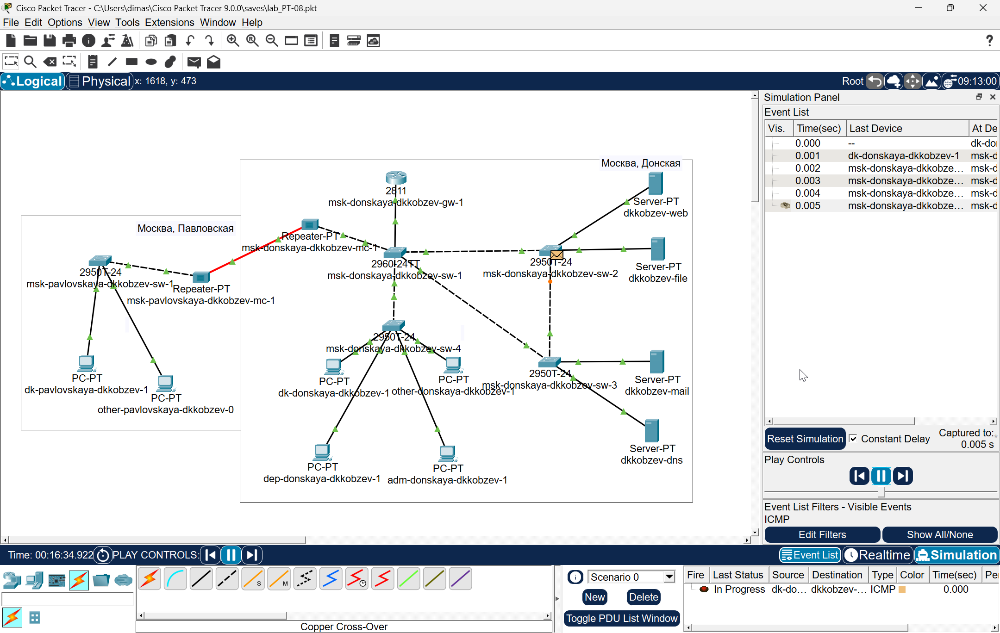 Cisco Packet Tracer - C:\Users\dimas\Cisco Packet Tracer 9.0.0\saves\lab_PT-08.pkt
File Edit Options View Tools Extensions Window Help
Logical Physical x: 1618, y: 473
Root 09:13:00
Simulation Panel
Event List
Vis. Time(sec) Last Device At De
0.000 -- dk-do
0.001 dk-donskaya-dkkobzev-1 msk-d
0.002 msk-donskaya-dkkobze... msk-d
0.003 msk-donskaya-dkkobze... msk-d
0.004 msk-donskaya-dkkobze... msk-d
0.005 msk-donskaya-dkkobze... msk-d
Москва, Донская
2811
msk-donskaya-dkkobzev-gw-1
Server-PT
dkkobzev-web
Москва, Павловская
Repeater-PT
msk-donskaya-dkkobzev-mc-1
2960-24TT
msk-donskaya-dkkobzev-sw-1
2950T-24
msk-donskaya-dkkobzev-sw-2
Server-PT
dkkobzev-file
2950T-24
msk-pavlovskaya-dkkobzev-sw-1
Repeater-PT
msk-pavlovskaya-dkkobzev-mc-1
2950T-24
msk-donskaya-dkkobzev-sw-4
PC-PT
dk-pavlovskaya-dkkobzev-1
PC-PT
other-pavlovskaya-dkkobzev-0
PC-PT
dk-donskaya-dkkobzev-1
PC-PT
other-donskaya-dkkobzev-1
2950T-24
msk-donskaya-dkkobzev-sw-3
Server-PT
dkkobzev-mail
Server-PT
dkkobzev-dns
PC-PT
dep-donskaya-dkkobzev-1
PC-PT
adm-donskaya-dkkobzev-1
Reset Simulation Constant Delay Captured to:*
0.005 s
Play Controls
Event List Filters - Visible Events
ICMP
Edit Filters Show All/None
Time: 00:16:34.922 PLAY CONTROLS:
Event List Realtime Simulation
S M
Copper Cross-Over
Scenario 0
New Delete
Toggle PDU List Window
Fire Last Status Source Destination Type Color Time(sec) Pe
In Progress dk-do... dkkobzev-... ICMP 0.000